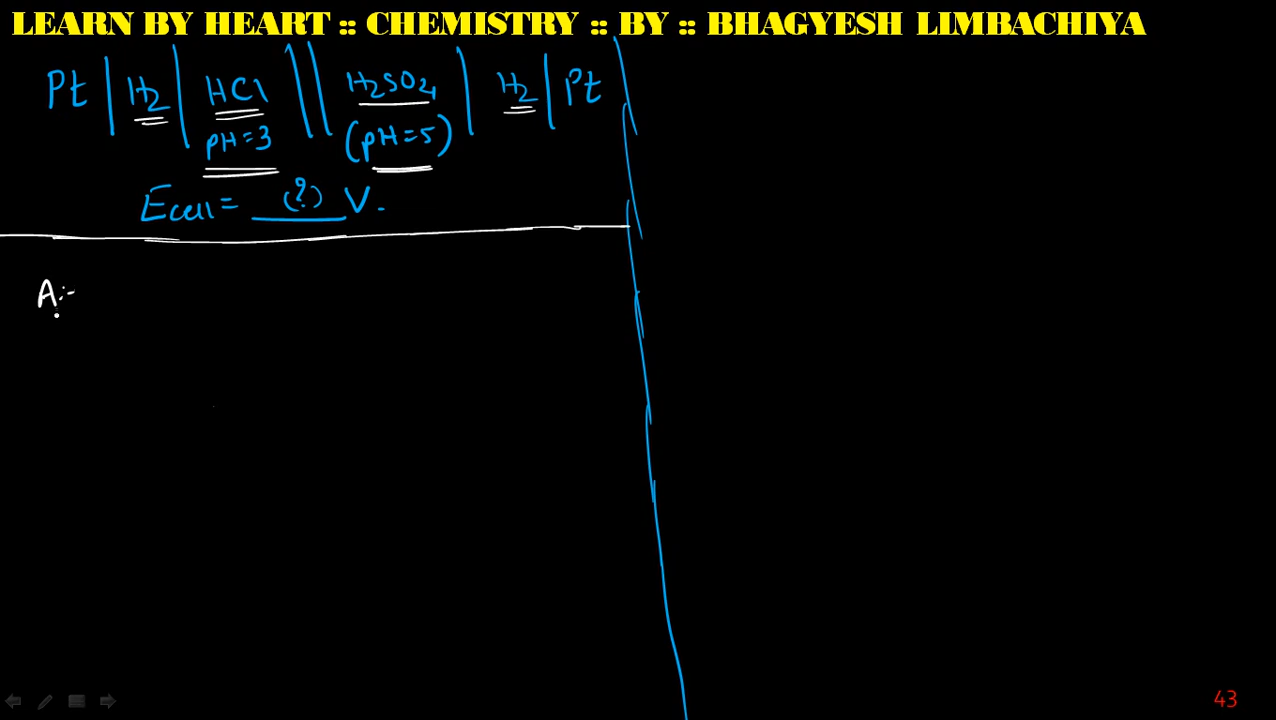 LEARN BY HEART :: CHEMISTRY :: BY :: BHAGYESH LIMBACHIYA
Pt | H₂ | HCl || H₂SO₄ | H₂ | Pt
pH=3 (pH=5)
Ecell = (?) V.
A:-
43